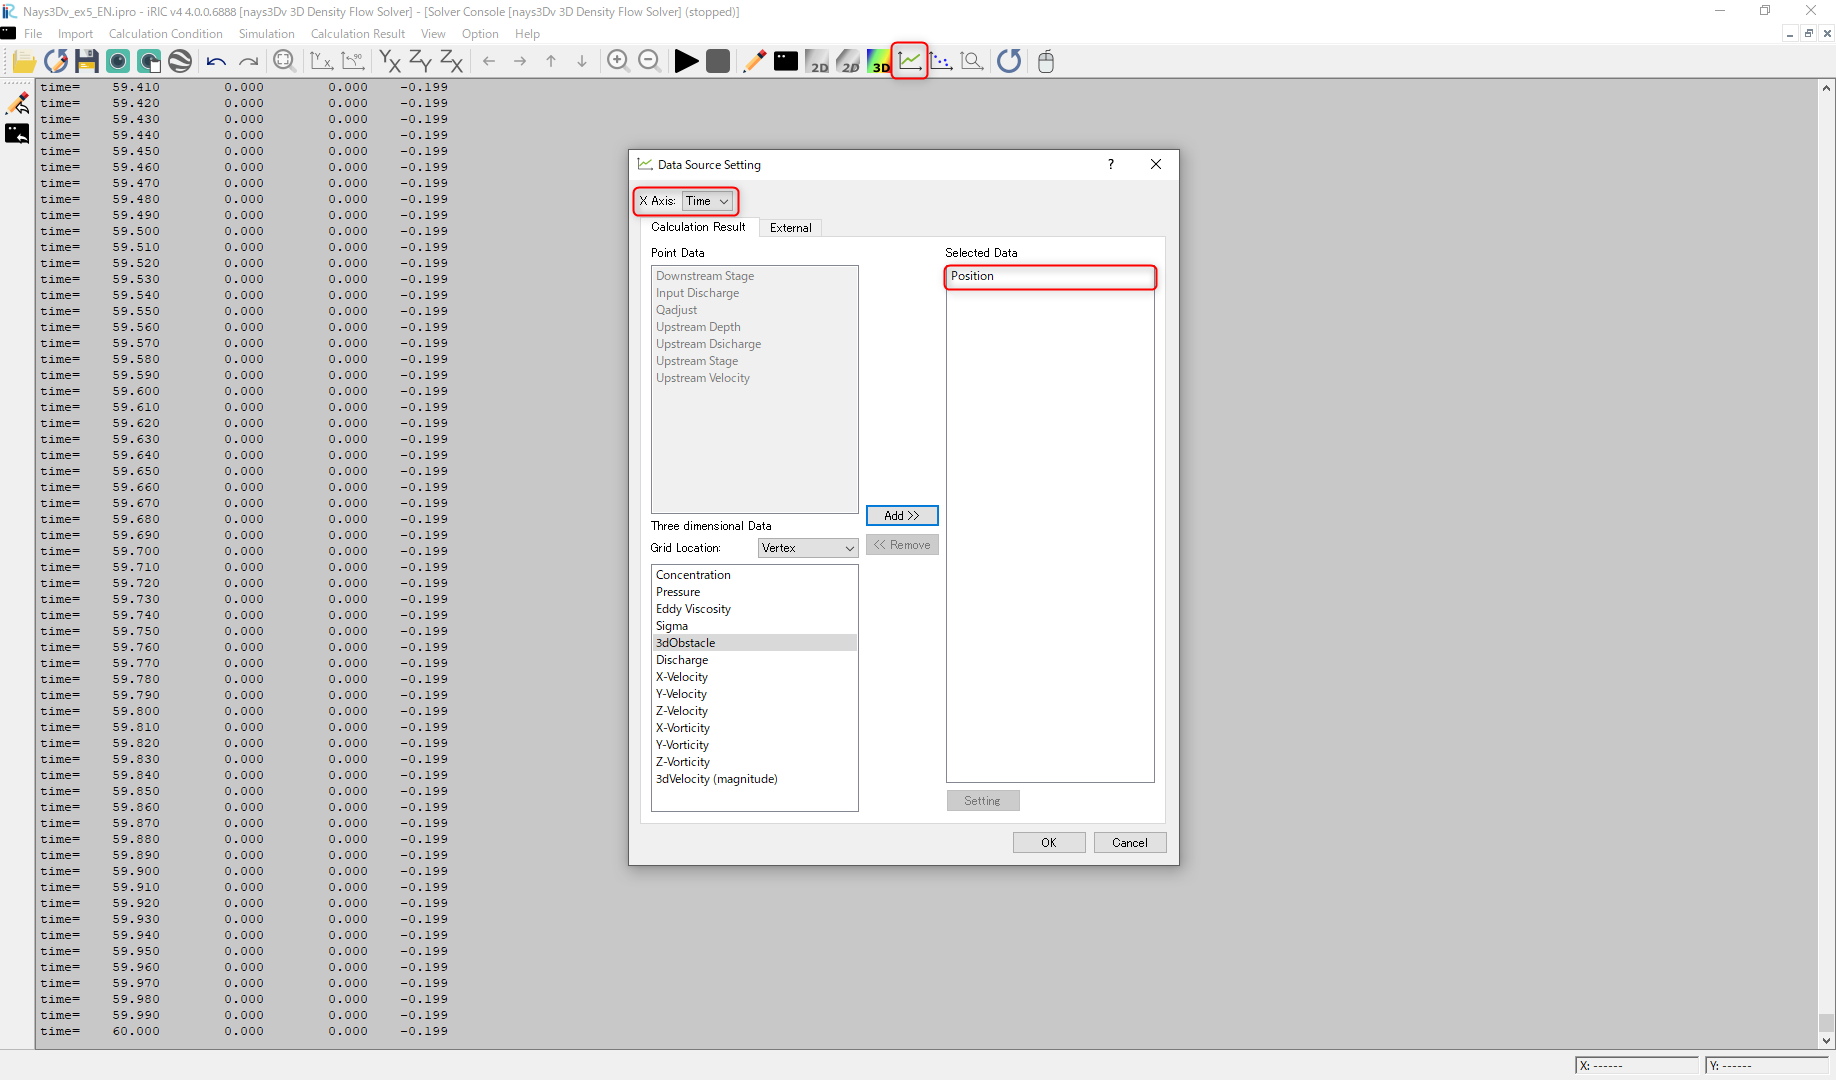 Nays3Dv_ex5_EN.ipro - iRIC v4 4.0.0.6888 [nays3Dv 3D Density Flow Solver] - [Solver Console [nays3Dv 3D Density Flow Solver] (stopped)]
File Import Calculation Condition Simulation Calculation Result View Option Help
2D 2D 3D
time= 59.410 0.000 0.000 -0.199
time= 59.420 0.000 0.000 -0.199
time= 59.430 0.000 0.000 -0.199
time= 59.440 0.000 0.000 -0.199
time= 59.450 0.000 0.000 -0.199
time= 59.460 0.000 0.000 -0.199
time= 59.470 0.000 0.000 -0.199
time= 59.480 0.000 0.000 -0.199
time= 59.490 0.000 0.000 -0.199
time= 59.500 0.000 0.000 -0.199
time= 59.510 0.000 0.000 -0.199
time= 59.520 0.000 0.000 -0.199
time= 59.530 0.000 0.000 -0.199
time= 59.540 0.000 0.000 -0.199
time= 59.550 0.000 0.000 -0.199
time= 59.560 0.000 0.000 -0.199
time= 59.570 0.000 0.000 -0.199
time= 59.580 0.000 0.000 -0.199
time= 59.590 0.000 0.000 -0.199
time= 59.600 0.000 0.000 -0.199
time= 59.610 0.000 0.000 -0.199
time= 59.620 0.000 0.000 -0.199
time= 59.630 0.000 0.000 -0.199
time= 59.640 0.000 0.000 -0.199
time= 59.650 0.000 0.000 -0.199
time= 59.660 0.000 0.000 -0.199
time= 59.670 0.000 0.000 -0.199
time= 59.680 0.000 0.000 -0.199
time= 59.690 0.000 0.000 -0.199
time= 59.700 0.000 0.000 -0.199
time= 59.710 0.000 0.000 -0.199
time= 59.720 0.000 0.000 -0.199
time= 59.730 0.000 0.000 -0.199
time= 59.740 0.000 0.000 -0.199
time= 59.750 0.000 0.000 -0.199
time= 59.760 0.000 0.000 -0.199
time= 59.770 0.000 0.000 -0.199
time= 59.780 0.000 0.000 -0.199
time= 59.790 0.000 0.000 -0.199
time= 59.800 0.000 0.000 -0.199
time= 59.810 0.000 0.000 -0.199
time= 59.820 0.000 0.000 -0.199
time= 59.830 0.000 0.000 -0.199
time= 59.840 0.000 0.000 -0.199
time= 59.850 0.000 0.000 -0.199
time= 59.860 0.000 0.000 -0.199
time= 59.870 0.000 0.000 -0.199
time= 59.880 0.000 0.000 -0.199
time= 59.890 0.000 0.000 -0.199
time= 59.900 0.000 0.000 -0.199
time= 59.910 0.000 0.000 -0.199
time= 59.920 0.000 0.000 -0.199
time= 59.930 0.000 0.000 -0.199
time= 59.940 0.000 0.000 -0.199
time= 59.950 0.000 0.000 -0.199
time= 59.960 0.000 0.000 -0.199
time= 59.970 0.000 0.000 -0.199
time= 59.980 0.000 0.000 -0.199
time= 59.990 0.000 0.000 -0.199
time= 60.000 0.000 0.000 -0.199
Data Source Setting
X Axis: Time
Calculation Result External
Point Data
Downstream Stage
Input Discharge
Qadjust
Upstream Depth
Upstream Dsicharge
Upstream Stage
Upstream Velocity
Add >>
<< Remove
Three dimensional Data
Grid Location: Vertex
Concentration
Pressure
Eddy Viscosity
Sigma
3dObstacle
Discharge
X-Velocity
Y-Velocity
Z-Velocity
X-Vorticity
Y-Vorticity
Z-Vorticity
3dVelocity (magnitude)
Selected Data
Position
Setting
OK Cancel
X: ------ Y: ------